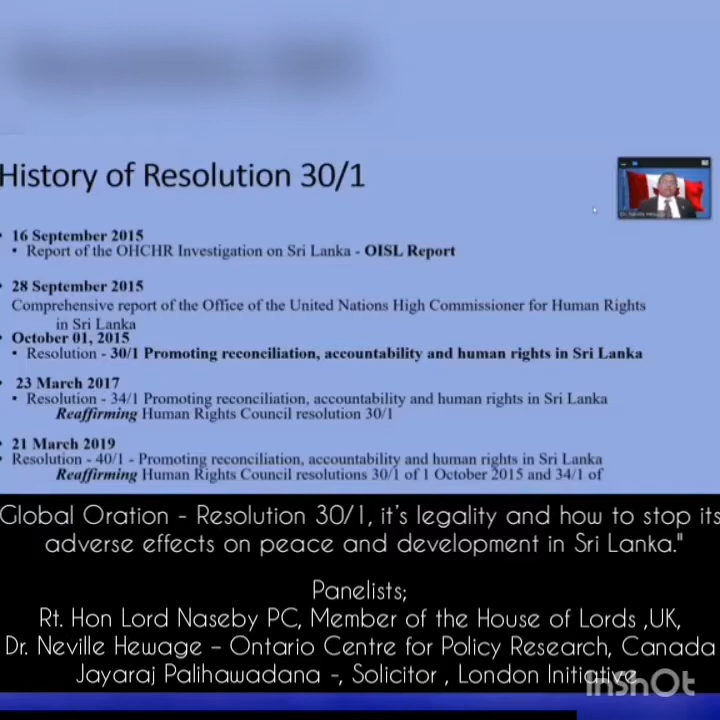 History of Resolution 30/1
• 16 September 2015
• Report of the OHCHR Investigation on Sri Lanka - OISL Report
• 28 September 2015
Comprehensive report of the Office of the United Nations High Commissioner for Human Rights
in Sri Lanka
• October 01, 2015
• Resolution - 30/1 Promoting reconciliation, accountability and human rights in Sri Lanka
• 23 March 2017
• Resolution - 34/1 Promoting reconciliation, accountability and human rights in Sri Lanka
Reaffirming Human Rights Council resolution 30/1
• 21 March 2019
• Resolution - 40/1 - Promoting reconciliation, accountability and human rights in Sri Lanka
Reaffirming Human Rights Council resolutions 30/1 of 1 October 2015 and 34/1 of
Global Oration - Resolution 30/1, it's legality and how to stop its
adverse effects on peace and development in Sri Lanka."
Panelists;
Rt. Hon Lord Naseby PC, Member of the House of Lords ,UK,
Dr. Neville Hewage – Ontario Centre for Policy Research, Canada
Jayaraj Palihawadana -, Solicitor , London Initiative
InShOt